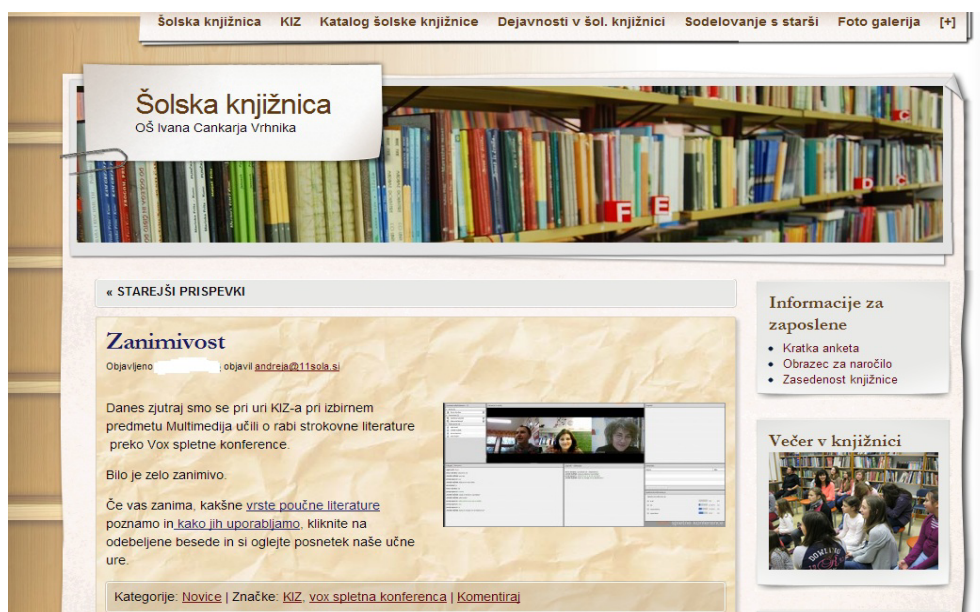 Šolska knjižnica KIZ Katalog šolske knjižnice Dejavnosti v šol. knjižnici Sodelovanje s starši Foto galerija [+]
Šolska knjižnica
OŠ Ivana Cankarja Vrhnika
F E C D C
« STAREJŠI PRISPEVKI
Zanimivost
Objavljeno objavil andreja@11sola.si
Danes zjutraj smo se pri uri KIZ-a pri izbirnem
predmetu Multimedija učili o rabi strokovne literature
preko Vox spletne konference.
Bilo je zelo zanimivo.
Če vas zanima, kakšne vrste poučne literature
poznamo in kako jih uporabljamo, kliknite na
odebeljene besede in si oglejte posnetek naše učne
ure.
spletne konference
Kategorije: Novice | Značke: KIZ, vox spletna konferenca | Komentiraj
Informacije za
zaposlene
Kratka anketa
Obrazec za naročilo
Zasedenost knjižnice
Večer v knjižnici